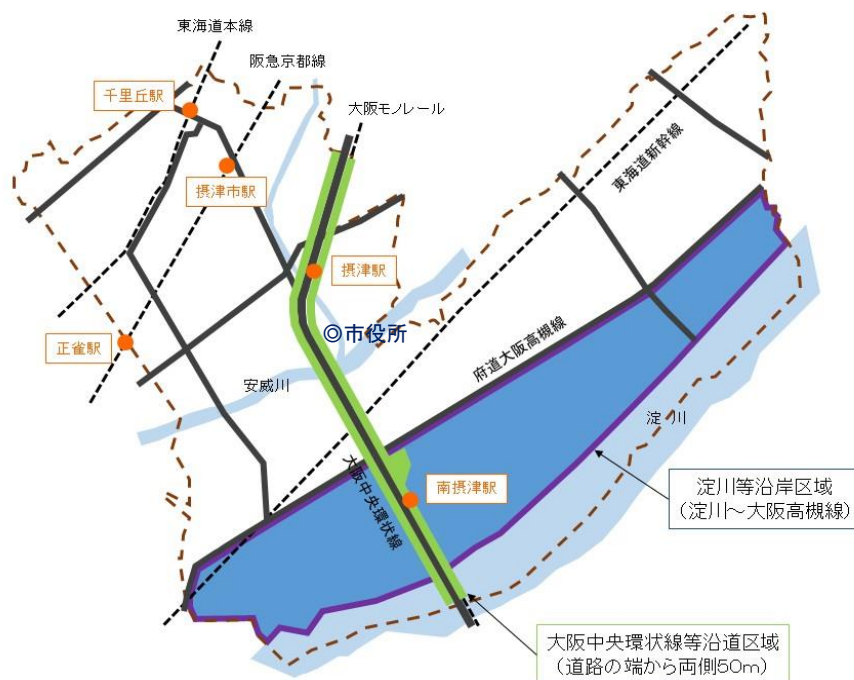 東海道本線
阪急京都線
千里丘駅
大阪モノレール
摂津市駅
東海道新幹線
摂津駅
◎市役所
正雀駅
府道大阪高槻線
安威川
淀川
大阪中央環状線
南摂津駅
淀川等沿岸区域
(淀川～大阪高槻線)
大阪中央環状線等沿道区域
(道路の端から両側50m)